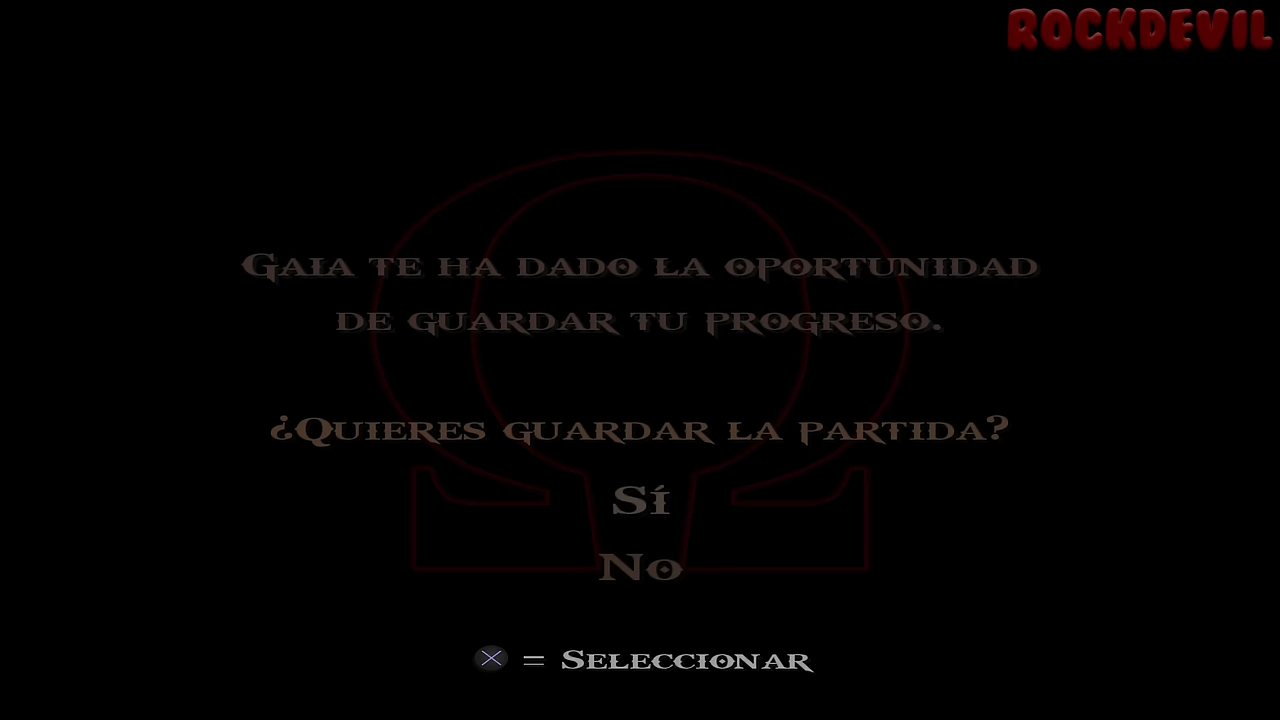 ROCKDEVIL
Gaia te ha dado la oportunidad
de guardar tu progreso.
¿Quieres guardar la partida?
Sí
No
= Seleccionar